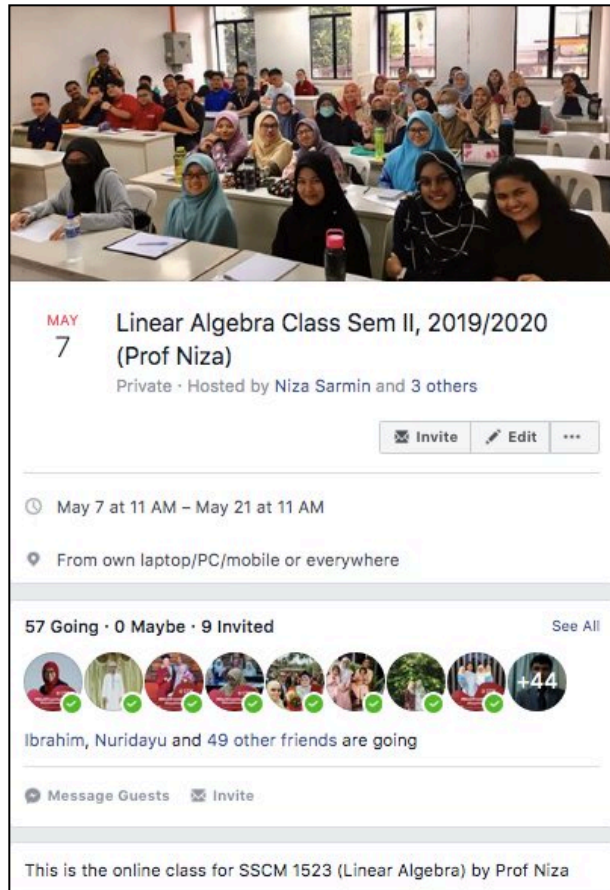 MAY
7
Linear Algebra Class Sem II, 2019/2020
(Prof Niza)
Private · Hosted by Niza Sarmin and 3 others
Invite
Edit
···
May 7 at 11 AM – May 21 at 11 AM
From own laptop/PC/mobile or everywhere
57 Going · 0 Maybe · 9 Invited
See All
+44
Ibrahim, Nuridayu and 49 other friends are going
Message Guests
Invite
This is the online class for SSCM 1523 (Linear Algebra) by Prof Niza